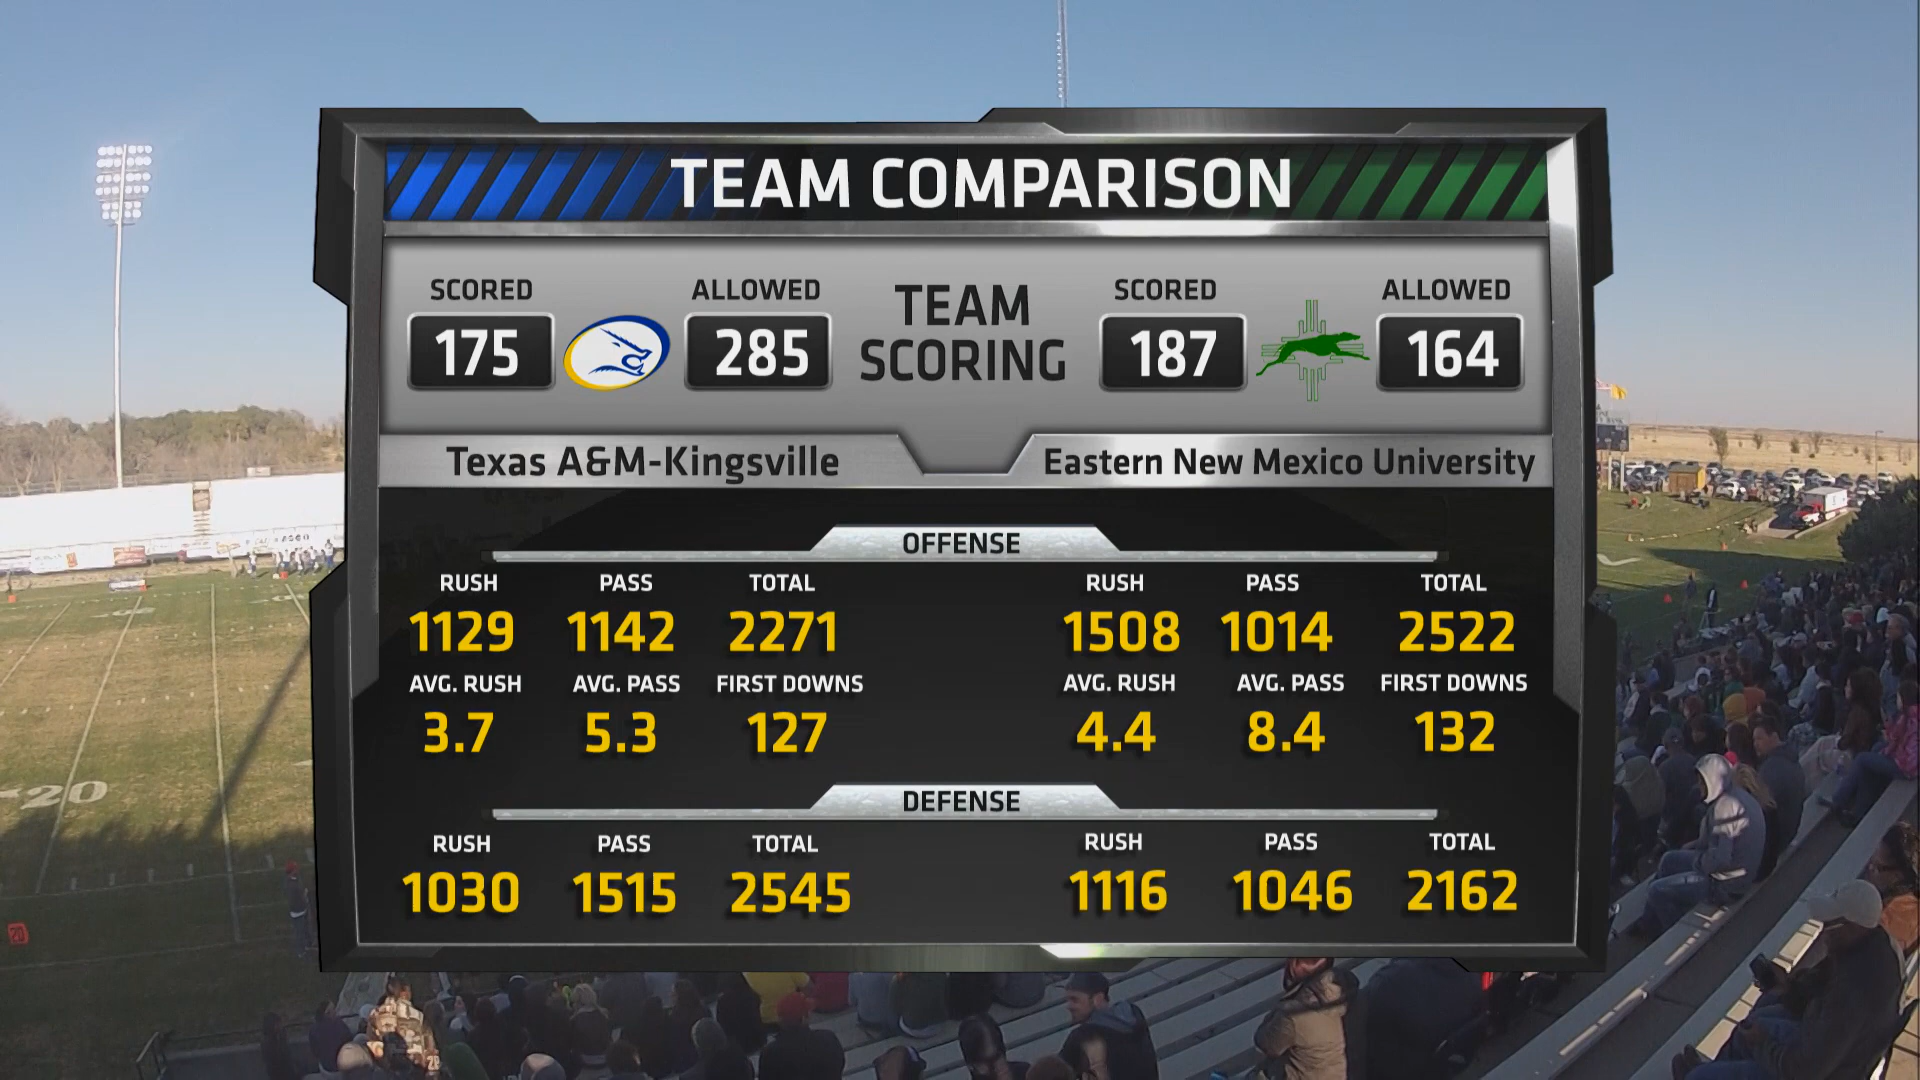 TEAM COMPARISON
SCORED ALLOWED TEAM SCORING SCORED ALLOWED
175 285 187 164
Texas A&M-Kingsville Eastern New Mexico University
OFFENSE
RUSH PASS TOTAL RUSH PASS TOTAL
1129 1142 2271 1508 1014 2522
AVG. RUSH AVG. PASS FIRST DOWNS AVG. RUSH AVG. PASS FIRST DOWNS
3.7 5.3 127 4.4 8.4 132
DEFENSE
RUSH PASS TOTAL RUSH PASS TOTAL
1030 1515 2545 1116 1046 2162
20
20